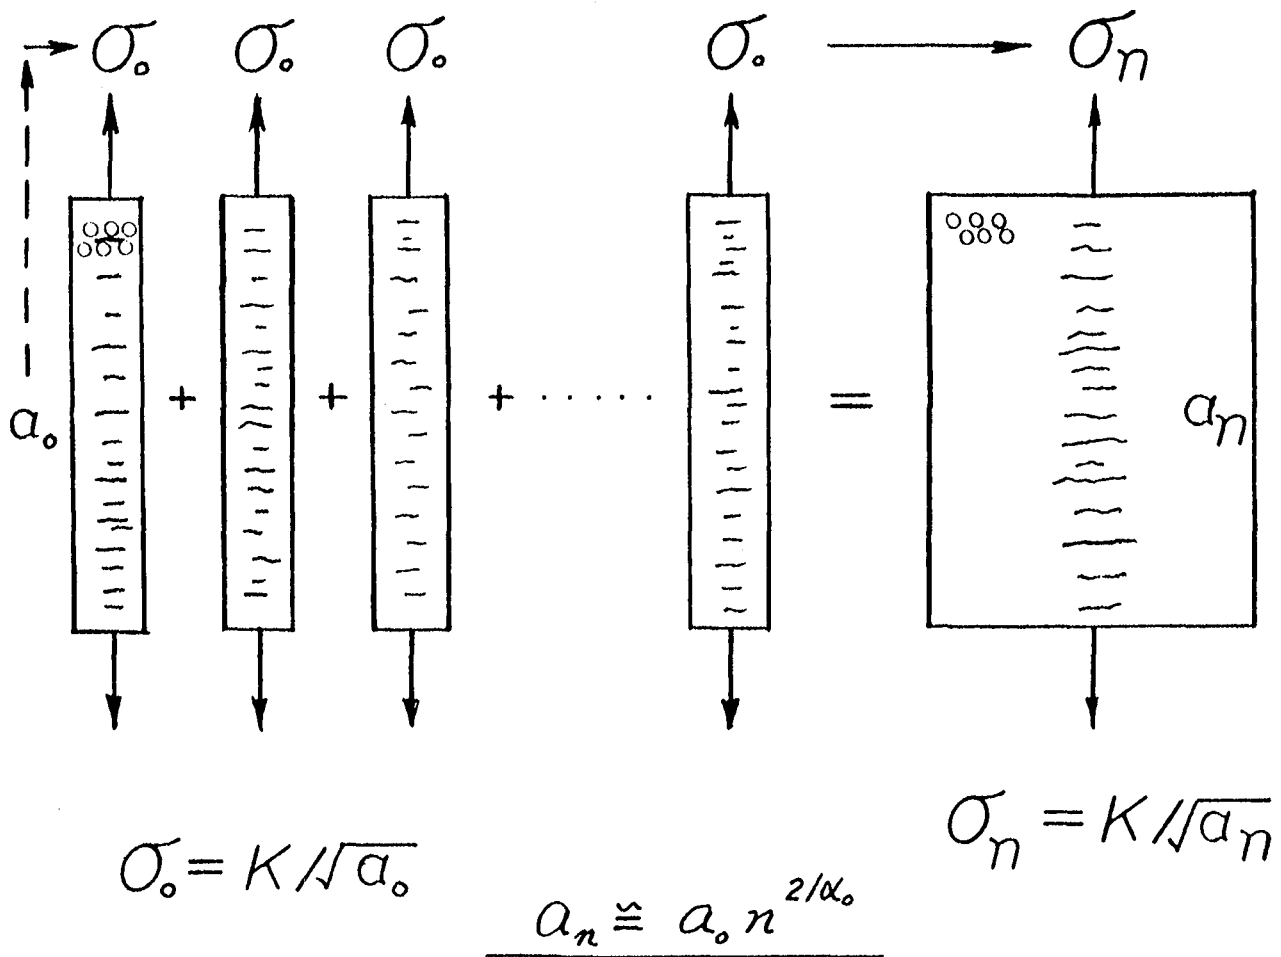 → σ₀ σ₀ σ₀ σ₀ → σₙ
a₀ + + + ...... = aₙ
σₙ = K/√aₙ
σ₀ = K/√a₀
aₙ ≅ a₀ n^{2/α₀}